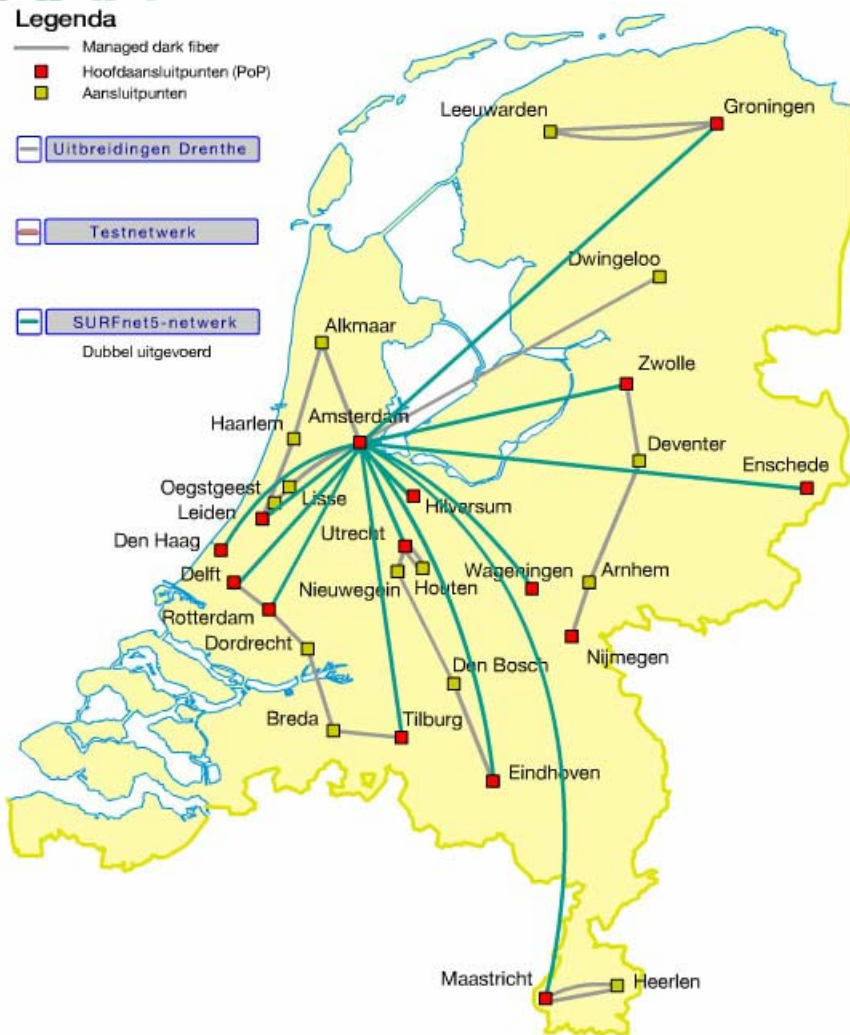 Legenda
Managed dark fiber
Hoofdaansluitpunten (PoP)
Aansluitpunten
Uitbreidingen Drenthe
Testnetwerk
SURFnet5-netwerk
Dubbel uitgevoerd
Leeuwarden
Groningen
Dwingeloo
Alkmaar
Zwolle
Haarlem
Amsterdam
Deventer
Enschede
Oegstgeest
Lisse
Hilversum
Leiden
Den Haag
Utrecht
Delft
Nieuwegein
Houten
Wageningen
Arnhem
Rotterdam
Dordrecht
Nijmegen
Den Bosch
Breda
Tilburg
Eindhoven
Maastricht
Heerlen